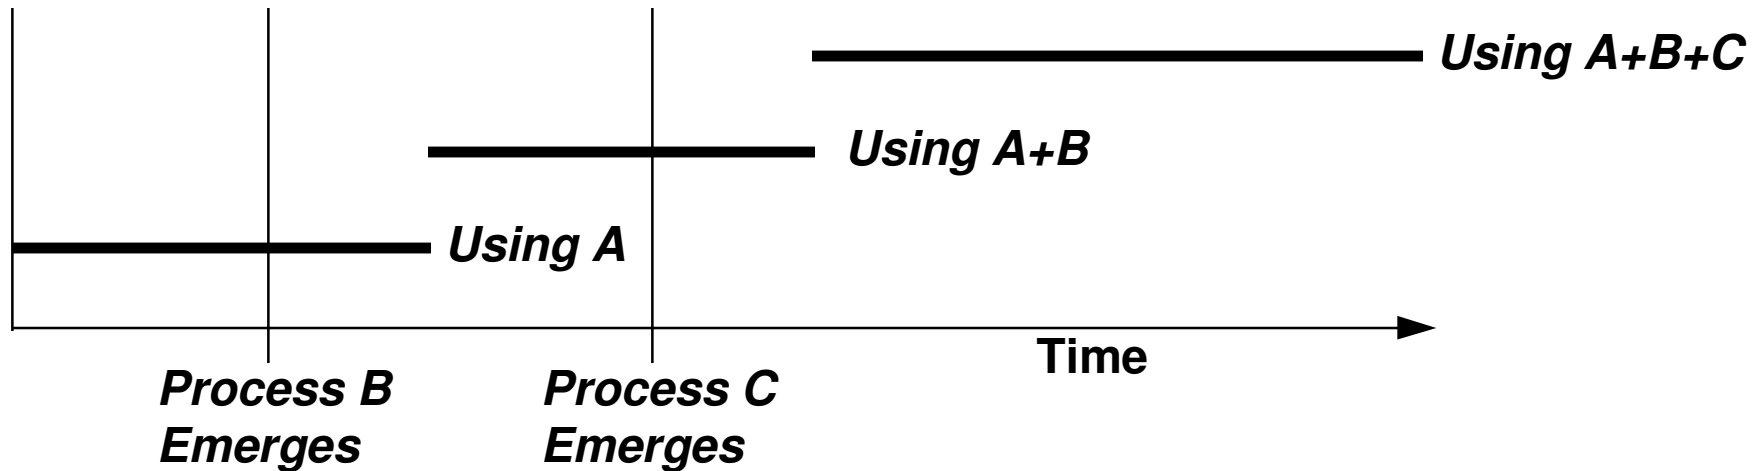 Using A+B+C
Using A+B
Using A
Time
Process B
Emerges
Process C
Emerges